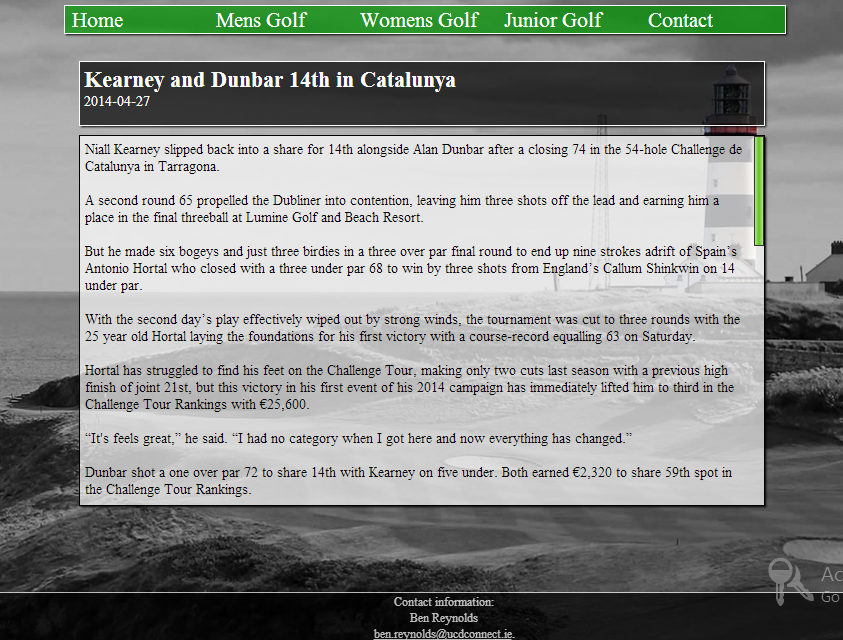 Home Mens Golf Womens Golf Junior Golf Contact
Kearney and Dunbar 14th in Catalunya
2014-04-27
Niall Kearney slipped back into a share for 14th alongside Alan Dunbar after a closing 74 in the 54-hole Challenge de
Catalunya in Tarragona.
A second round 65 propelled the Dubliner into contention, leaving him three shots off the lead and earning him a
place in the final threeball at Lumine Golf and Beach Resort.
But he made six bogeys and just three birdies in a three over par final round to end up nine strokes adrift of Spain’s
Antonio Hortal who closed with a three under par 68 to win by three shots from England’s Callum Shinkwin on 14
under par.
With the second day’s play effectively wiped out by strong winds, the tournament was cut to three rounds with the
25 year old Hortal laying the foundations for his first victory with a course-record equalling 63 on Saturday.
Hortal has struggled to find his feet on the Challenge Tour, making only two cuts last season with a previous high
finish of joint 21st, but this victory in his first event of his 2014 campaign has immediately lifted him to third in the
Challenge Tour Rankings with €25,600.
“It's feels great,” he said. “I had no category when I got here and now everything has changed.”
Dunbar shot a one over par 72 to share 14th with Kearney on five under. Both earned €2,320 to share 59th spot in
the Challenge Tour Rankings.
Ac
Go
Contact information:
Ben Reynolds
ben.reynolds@ucdconnect.ie.